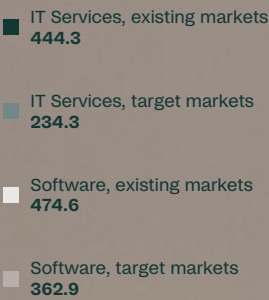 IT Services, existing markets
444.3
IT Services, target markets
234.3
Software, existing markets
474.6
Software, target markets
362.9